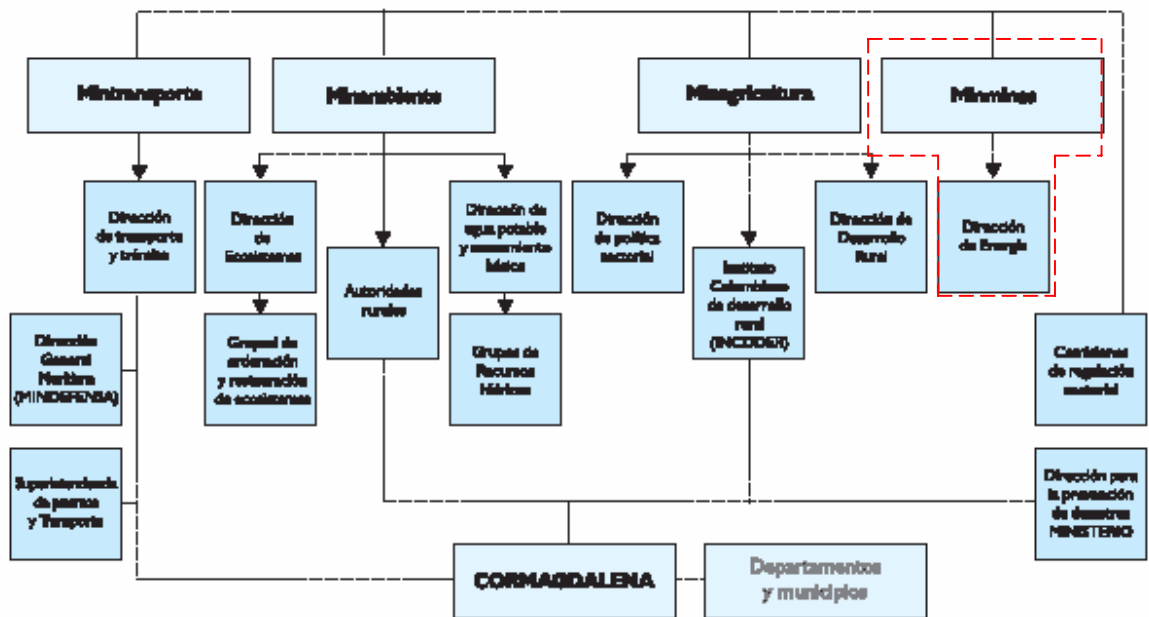 Mintransporte
Minambiente
Minagricultura
Minminas
Dirección
de transporte
y tránsito
Dirección
de
Ecosistemas
Dirección de
agua potable
y saneamiento
básico
Dirección
de política
sectorial
Dirección de
Desarrollo
Rural
Dirección
de Energía
Autoridades
rurales
Instituto
Colombiano
de desarrollo
rural
(INCODER)
Dirección
General
Marítima
(MINDEFENSA)
Grupo de
ordenación
y restauración
de ecosistemas
Grupos de
Recursos
hídricos
Comisiones
de regulación
sectorial
Superintendencia
de puertos
y Transporte
Dirección para
la prevención
de desastres
MINISTERIO
CORMAGDALENA
Departamentos
y municipios